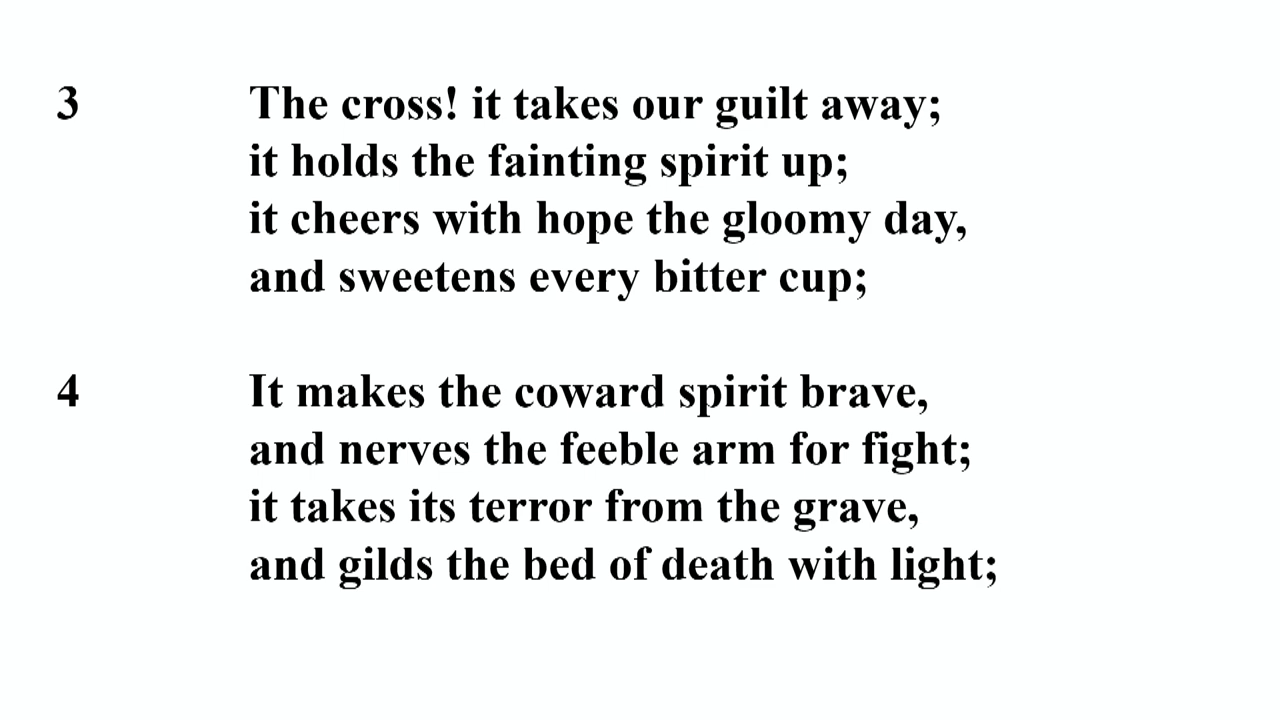 3 The cross! it takes our guilt away;
it holds the fainting spirit up;
it cheers with hope the gloomy day,
and sweetens every bitter cup;
4 It makes the coward spirit brave,
and nerves the feeble arm for fight;
it takes its terror from the grave,
and gilds the bed of death with light;